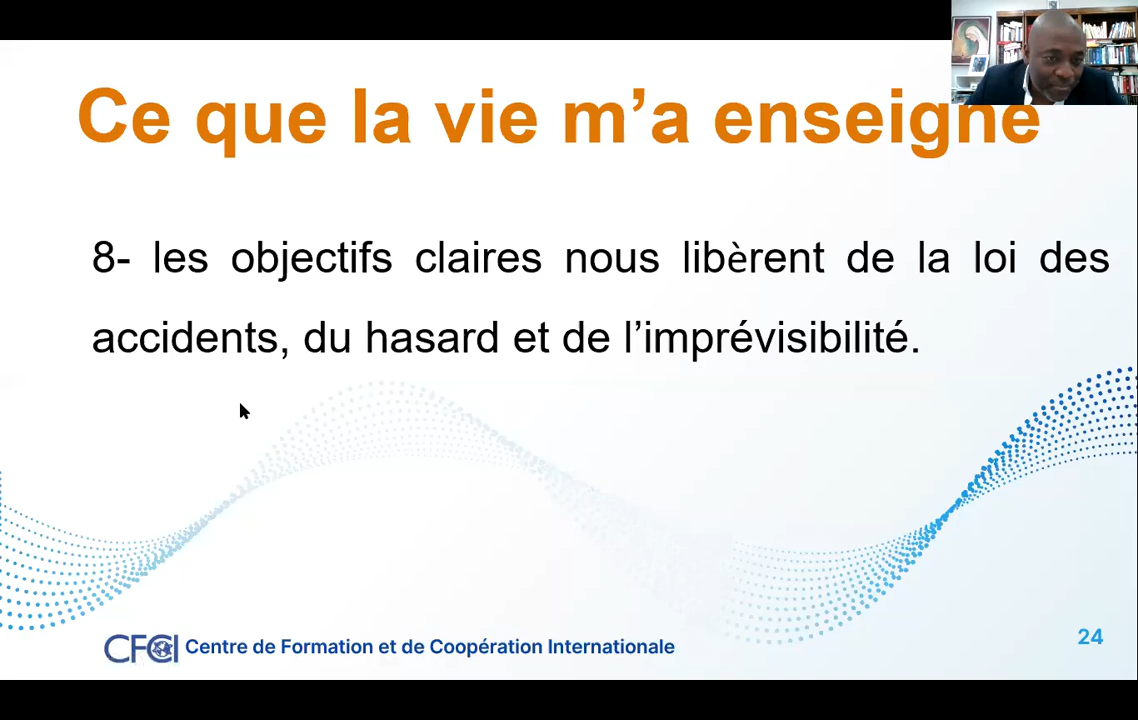 Ce que la vie m’a enseigné
8- les objectifs claires nous libèrent de la loi des
accidents, du hasard et de l’imprévisibilité.
CFCI Centre de Formation et de Coopération Internationale
24